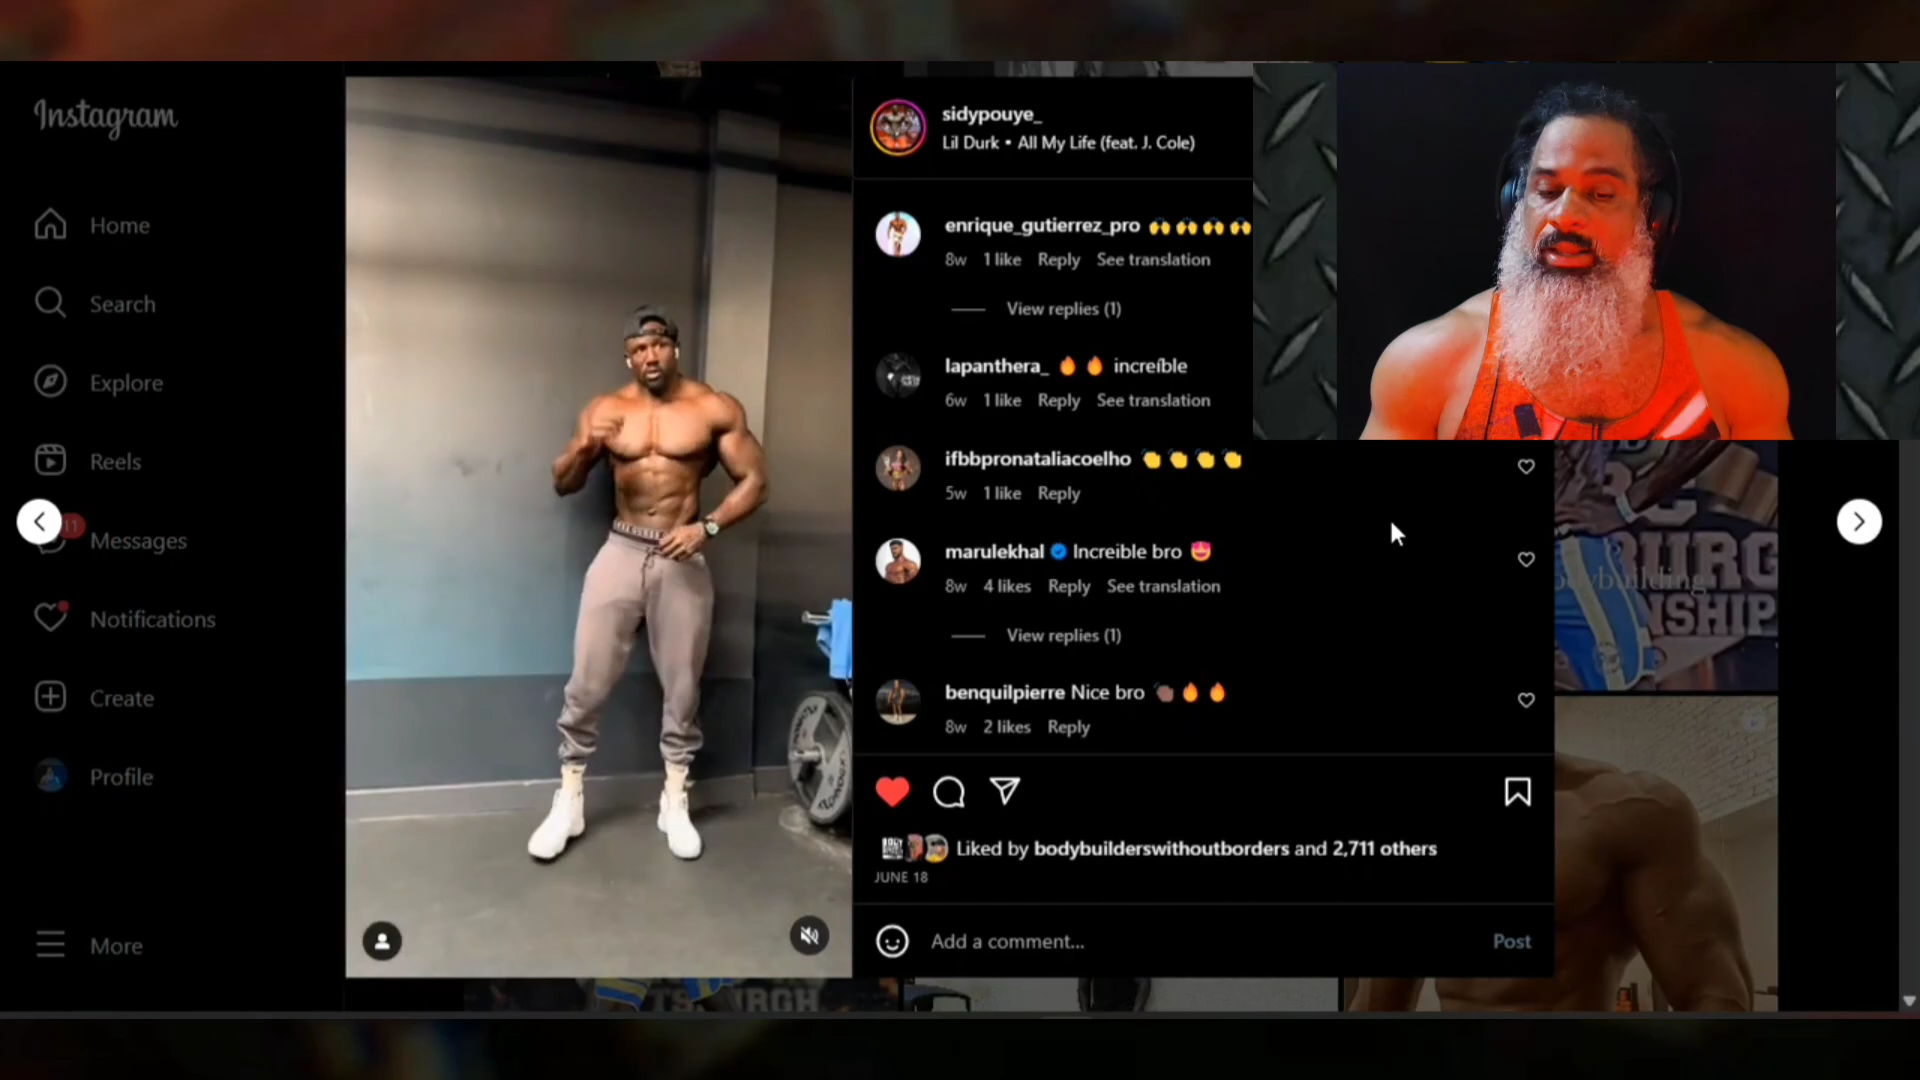 Instagram
Home
Search
Explore
Reels
11
Messages
Notifications
Create
Profile
More
sidypouye_
Lil Durk • All My Life (feat. J. Cole)
enrique_gutierrez_pro 🙌 🙌 🙌 🙌
8w 1 like Reply See translation
View replies (1)
lapanthera_ 🔥 🔥 increíble
6w 1 like Reply See translation
ifbbpronataliacoelho 👏 👏 👏 👏
5w 1 like Reply
marulekhal Increible bro 😍
8w 4 likes Reply See translation
View replies (1)
benquilpierre Nice bro 👏🏾 🔥 🔥
8w 2 likes Reply
Liked by bodybuilderswithoutborders and 2,711 others
JUNE 18
Add a comment...
Post